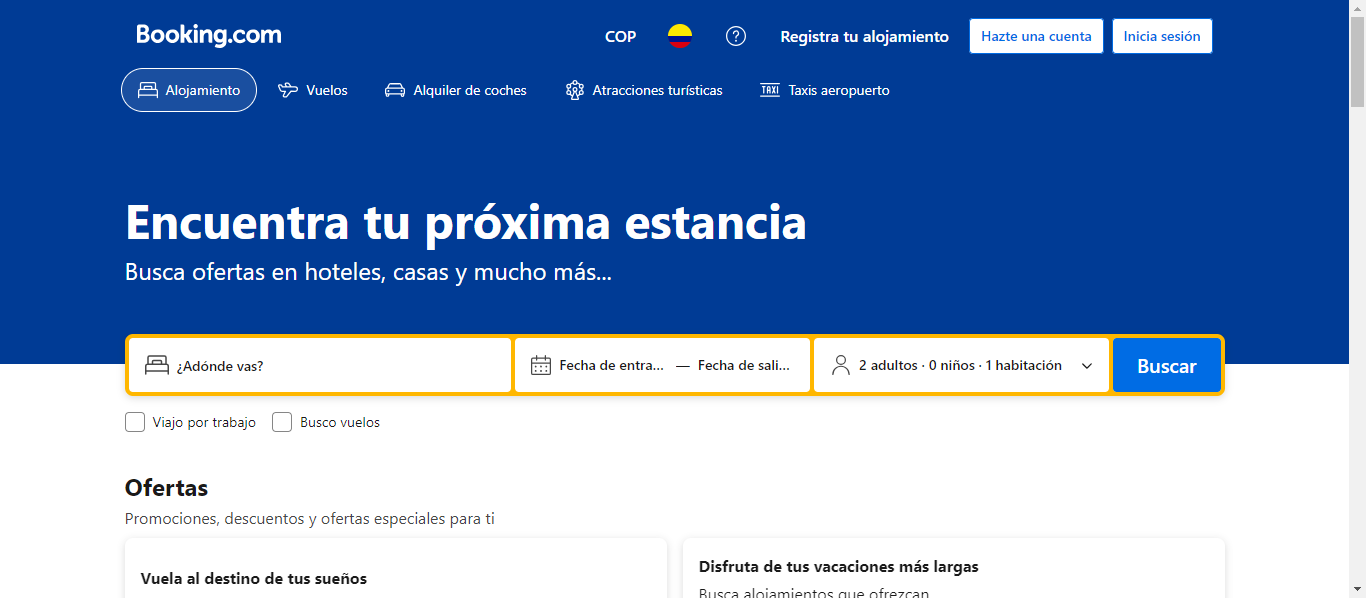 Booking.com
COP
Registra tu alojamiento
Hazte una cuenta
Inicia sesión
Alojamiento
Vuelos
Alquiler de coches
Atracciones turísticas
TAXI
Taxis aeropuerto
Encuentra tu próxima estancia
Busca ofertas en hoteles, casas y mucho más...
¿Adónde vas?
Fecha de entra... — Fecha de sali...
2 adultos · 0 niños · 1 habitación
Buscar
Viajo por trabajo
Busco vuelos
Ofertas
Promociones, descuentos y ofertas especiales para ti
Vuela al destino de tus sueños
Disfruta de tus vacaciones más largas
Busca alojamientos que ofrezcan